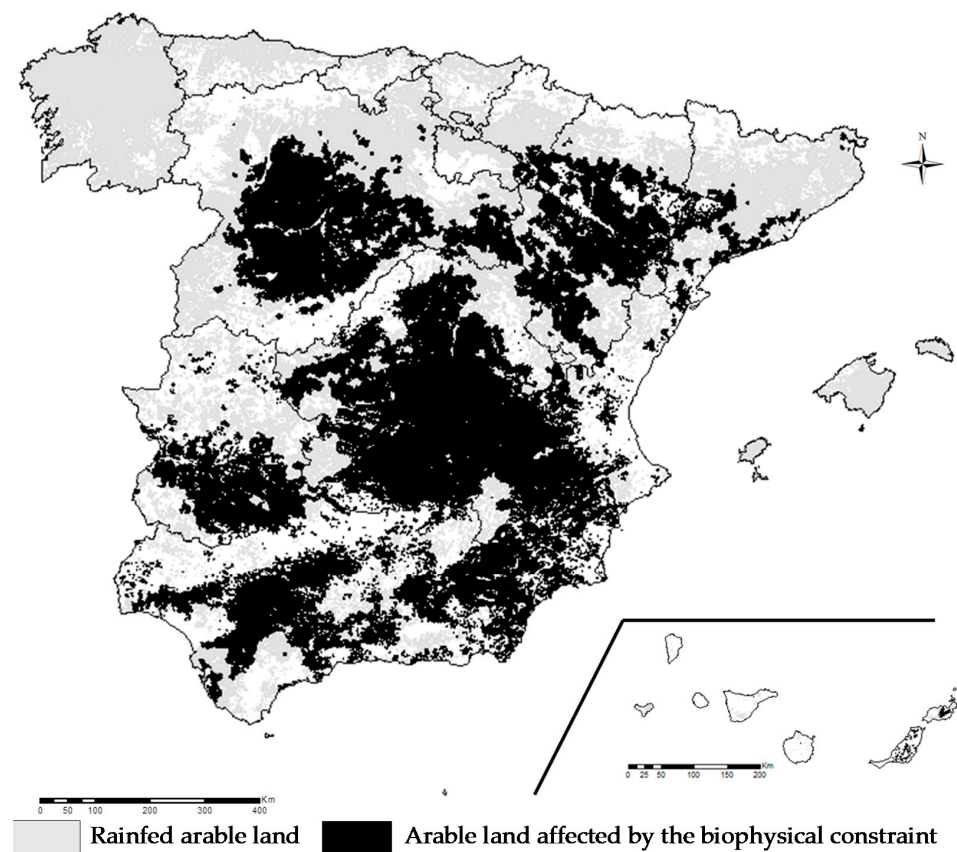 N
0 25 50 100 150 200 Km
0 50 100 200 300 400 Km
Rainfed arable land
Arable land affected by the biophysical constraint